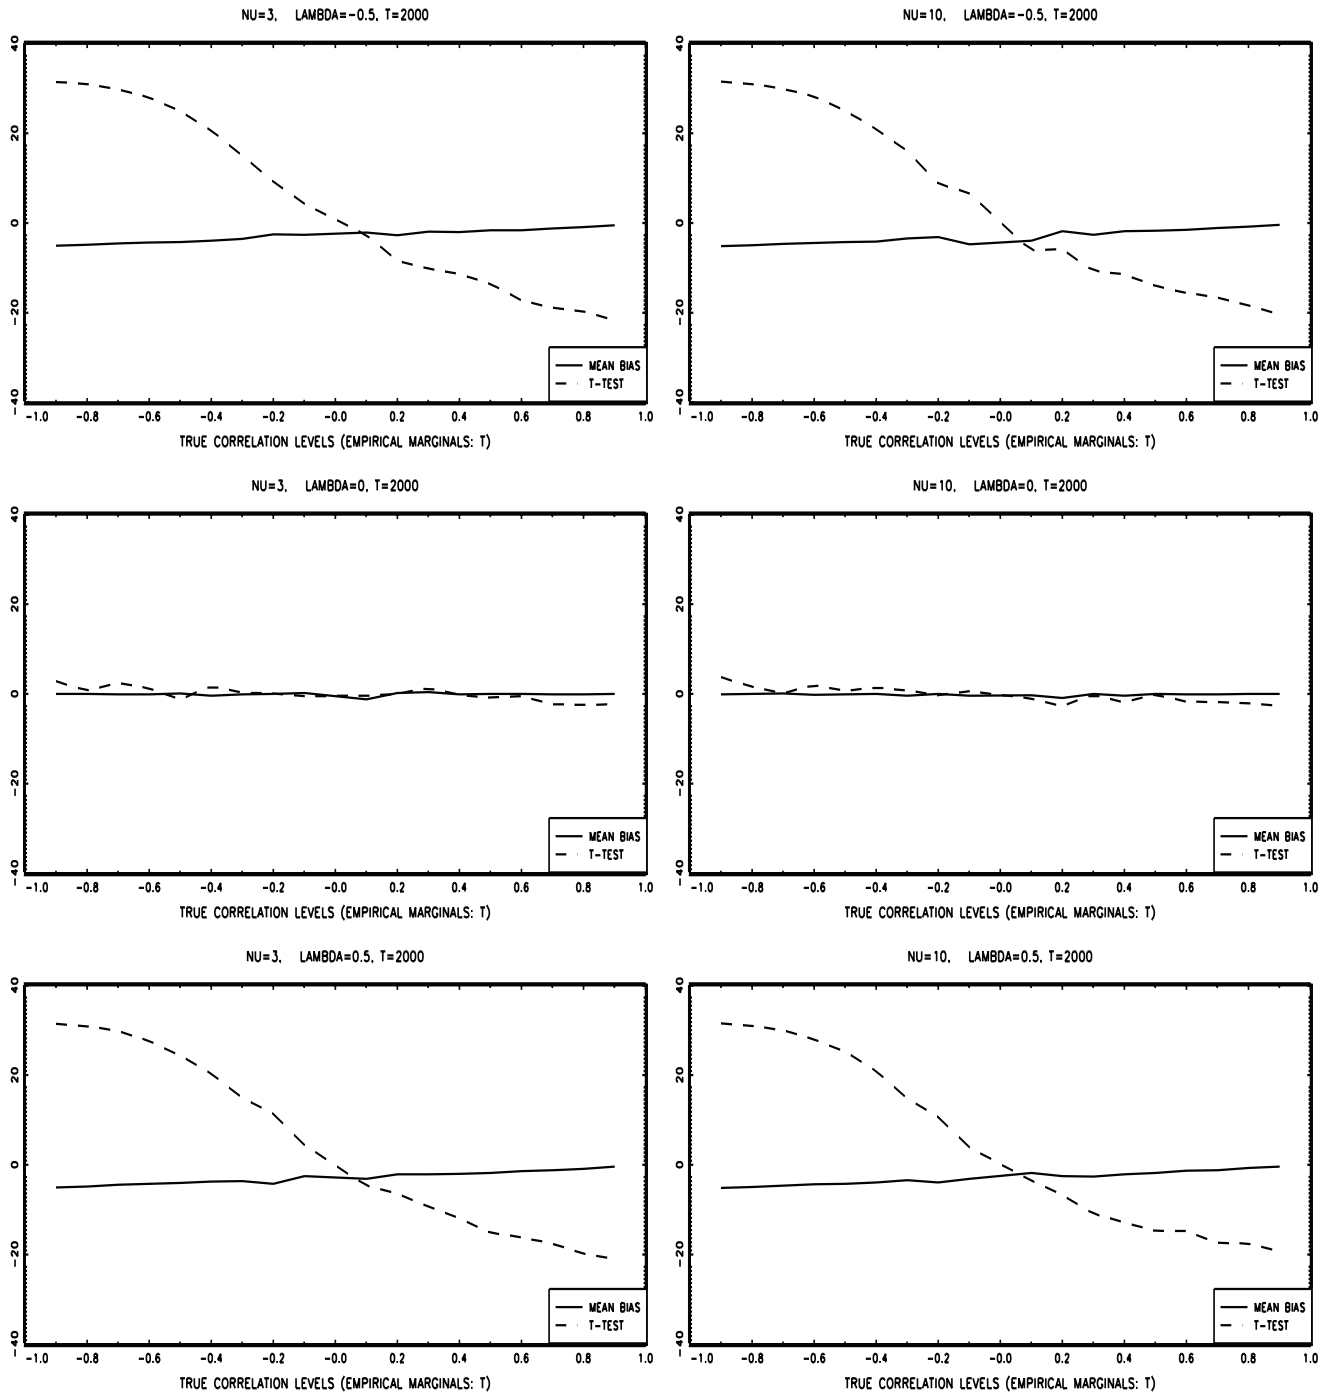 NU=3, LAMBDA=-0.5, T=2000
40
20
0
-20
-40
-1.0 -0.8 -0.6 -0.4 -0.2 -0.0 0.2 0.4 0.6 0.8 1.0
MEAN BIAS
T-TEST
TRUE CORRELATION LEVELS (EMPIRICAL MARGINALS: T)
NU=10, LAMBDA=-0.5, T=2000
40
20
0
-20
-40
-1.0 -0.8 -0.6 -0.4 -0.2 -0.0 0.2 0.4 0.6 0.8 1.0
MEAN BIAS
T-TEST
TRUE CORRELATION LEVELS (EMPIRICAL MARGINALS: T)
NU=3, LAMBDA=0, T=2000
40
20
0
-20
-40
-1.0 -0.8 -0.6 -0.4 -0.2 -0.0 0.2 0.4 0.6 0.8 1.0
MEAN BIAS
T-TEST
TRUE CORRELATION LEVELS (EMPIRICAL MARGINALS: T)
NU=10, LAMBDA=0, T=2000
40
20
0
-20
-40
-1.0 -0.8 -0.6 -0.4 -0.2 -0.0 0.2 0.4 0.6 0.8 1.0
MEAN BIAS
T-TEST
TRUE CORRELATION LEVELS (EMPIRICAL MARGINALS: T)
NU=3, LAMBDA=0.5, T=2000
40
20
0
-20
-40
-1.0 -0.8 -0.6 -0.4 -0.2 -0.0 0.2 0.4 0.6 0.8 1.0
MEAN BIAS
T-TEST
TRUE CORRELATION LEVELS (EMPIRICAL MARGINALS: T)
NU=10, LAMBDA=0.5, T=2000
40
20
0
-20
-40
-1.0 -0.8 -0.6 -0.4 -0.2 -0.0 0.2 0.4 0.6 0.8 1.0
MEAN BIAS
T-TEST
TRUE CORRELATION LEVELS (EMPIRICAL MARGINALS: T)